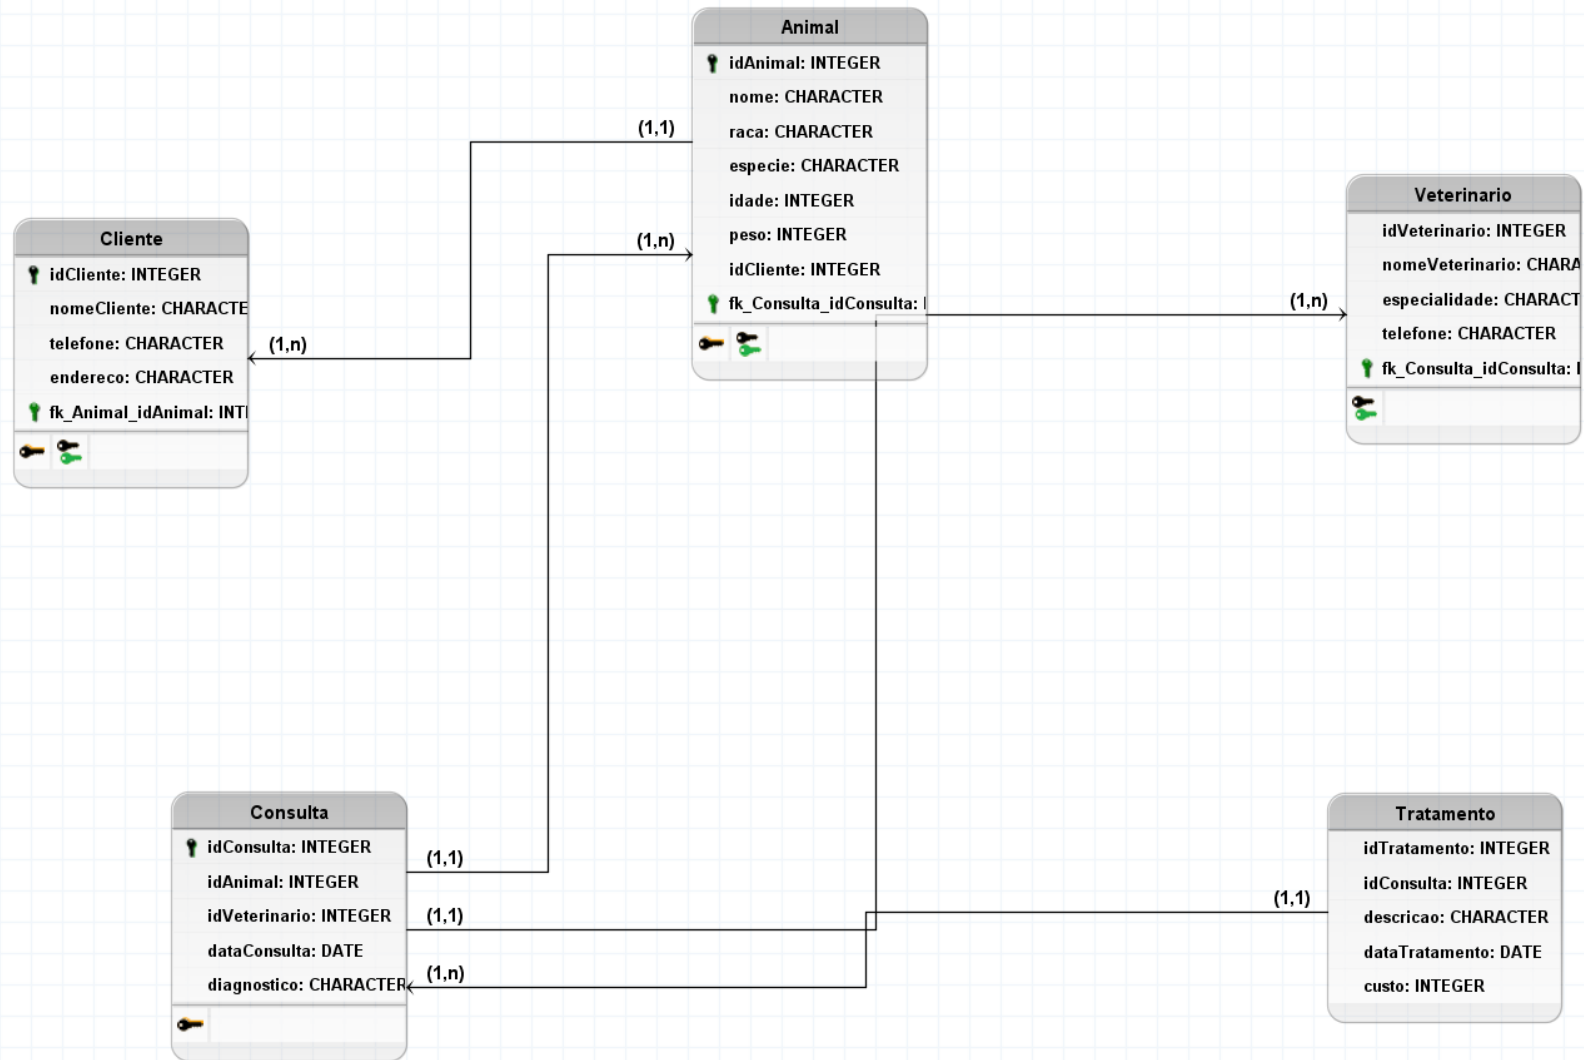 Animal
idAnimal: INTEGER
nome: CHARACTER
raca: CHARACTER
especie: CHARACTER
idade: INTEGER
peso: INTEGER
idCliente: INTEGER
fk_Consulta_idConsulta:
(1,1)
(1,n)
Cliente
idCliente: INTEGER
nomeCliente: CHARACTE
telefone: CHARACTER
endereco: CHARACTER
fk_Animal_idAnimal: INT
(1,n)
Veterinario
idVeterinario: INTEGER
nomeVeterinario: CHARA
especialidade: CHARACT
telefone: CHARACTER
fk_Consulta_idConsulta:
(1,n)
Consulta
idConsulta: INTEGER
idAnimal: INTEGER
idVeterinario: INTEGER
dataConsulta: DATE
diagnostico: CHARACTER
(1,1)
(1,1)
(1,n)
Tratamento
idTratamento: INTEGER
idConsulta: INTEGER
descricao: CHARACTER
dataTratamento: DATE
custo: INTEGER
(1,1)